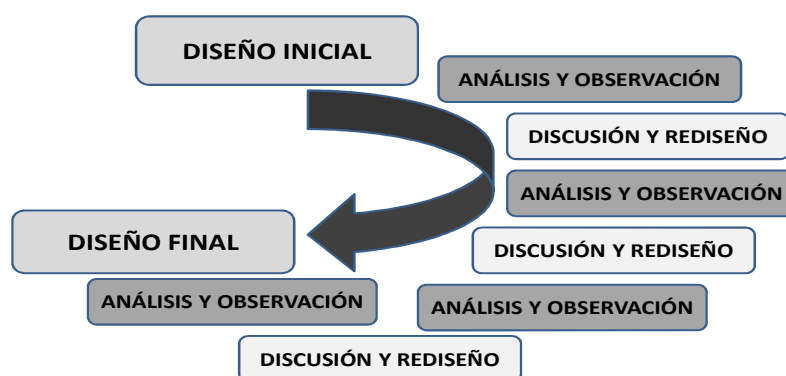 DISEÑO INICIAL
ANÁLISIS Y OBSERVACIÓN
DISCUSIÓN Y REDISEÑO
ANÁLISIS Y OBSERVACIÓN
DISEÑO FINAL
DISCUSIÓN Y REDISEÑO
ANÁLISIS Y OBSERVACIÓN
ANÁLISIS Y OBSERVACIÓN
DISCUSIÓN Y REDISEÑO